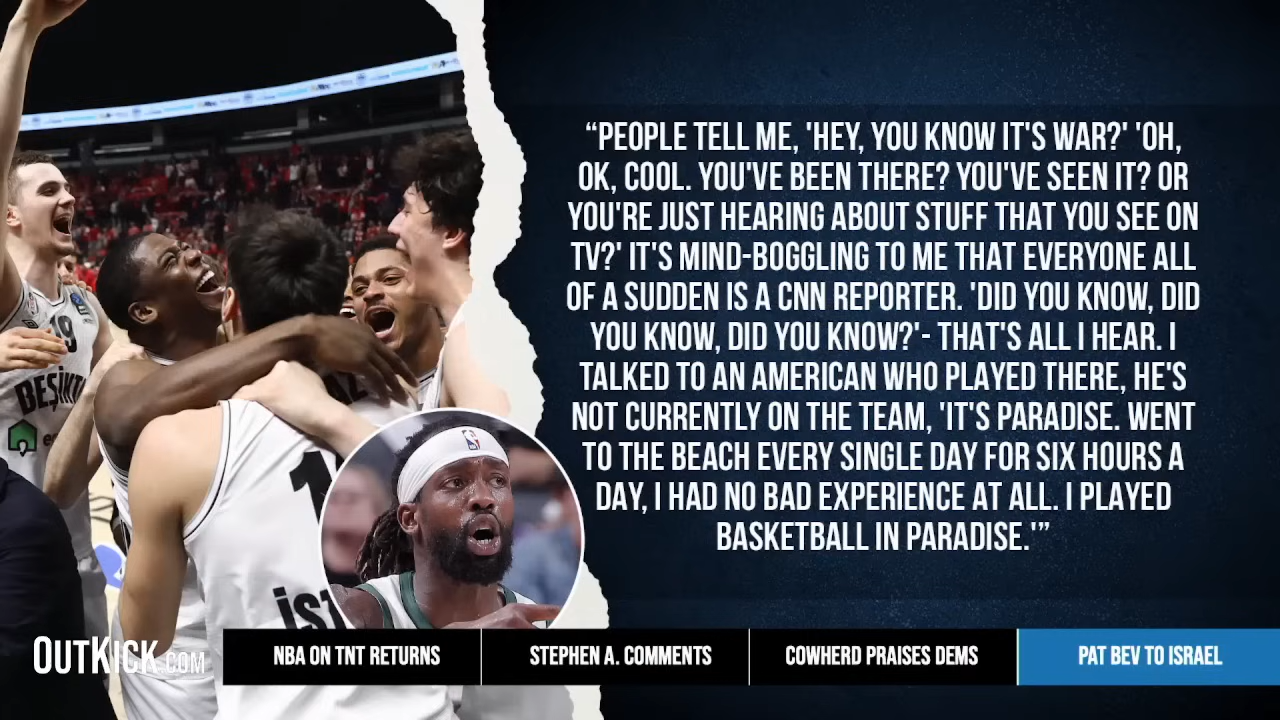 “PEOPLE TELL ME, 'HEY, YOU KNOW IT'S WAR?' 'OH,
OK, COOL. YOU'VE BEEN THERE? YOU'VE SEEN IT? OR
YOU'RE JUST HEARING ABOUT STUFF THAT YOU SEE ON
TV?' IT'S MIND-BOGGLING TO ME THAT EVERYONE ALL
OF A SUDDEN IS A CNN REPORTER. 'DID YOU KNOW, DID
YOU KNOW, DID YOU KNOW?'- THAT'S ALL I HEAR. I
TALKED TO AN AMERICAN WHO PLAYED THERE, HE'S
NOT CURRENTLY ON THE TEAM, 'IT'S PARADISE. WENT
TO THE BEACH EVERY SINGLE DAY FOR SIX HOURS A
DAY, I HAD NO BAD EXPERIENCE AT ALL. I PLAYED
BASKETBALL IN PARADISE.'”
19
BEŞİKT
OUTKICK.COM
NBA ON TNT RETURNS
STEPHEN A. COMMENTS
COWHERD PRAISES DEMS
PAT BEV TO ISRAEL